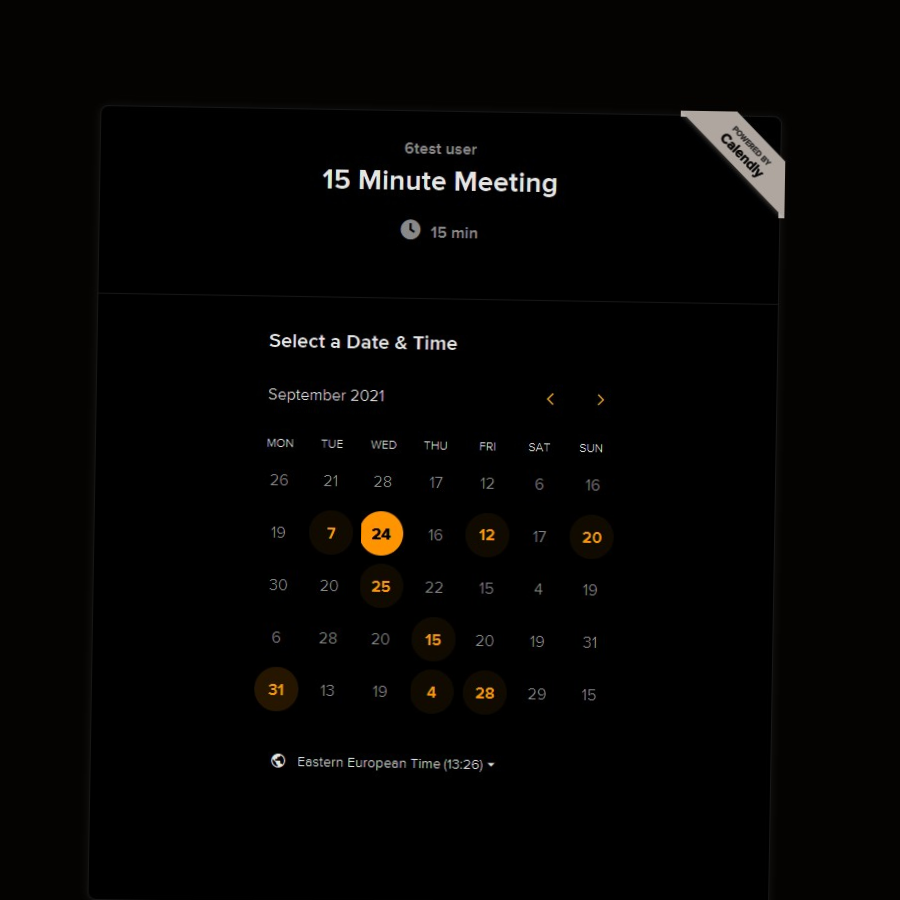 POWERED BY
Calendly
6test user
15 Minute Meeting
15 min
Select a Date & Time
September 2021
MON TUE WED THU FRI SAT SUN
26 21 28 17 12 6 16
19 7 24 16 12 17 20
30 20 25 22 15 4 19
6 28 20 15 20 19 31
31 13 19 4 28 29 15
Eastern European Time (13:26)